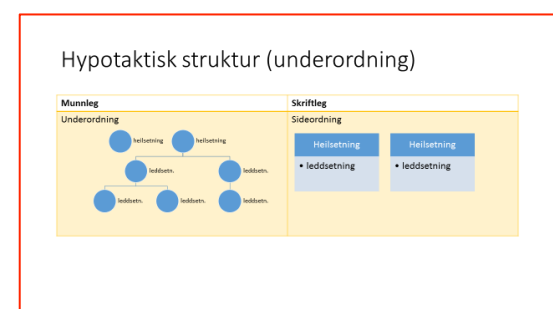 Hypotaktisk struktur (underordning)
Munnleg
Skriftleg
Underordning
Sideordning
heilsetning
heilsetning
leddsetn.
leddsetn.
leddsetn.
leddsetn.
leddsetn.
Heilsetning
Heilsetning
• leddsetning
• leddsetning